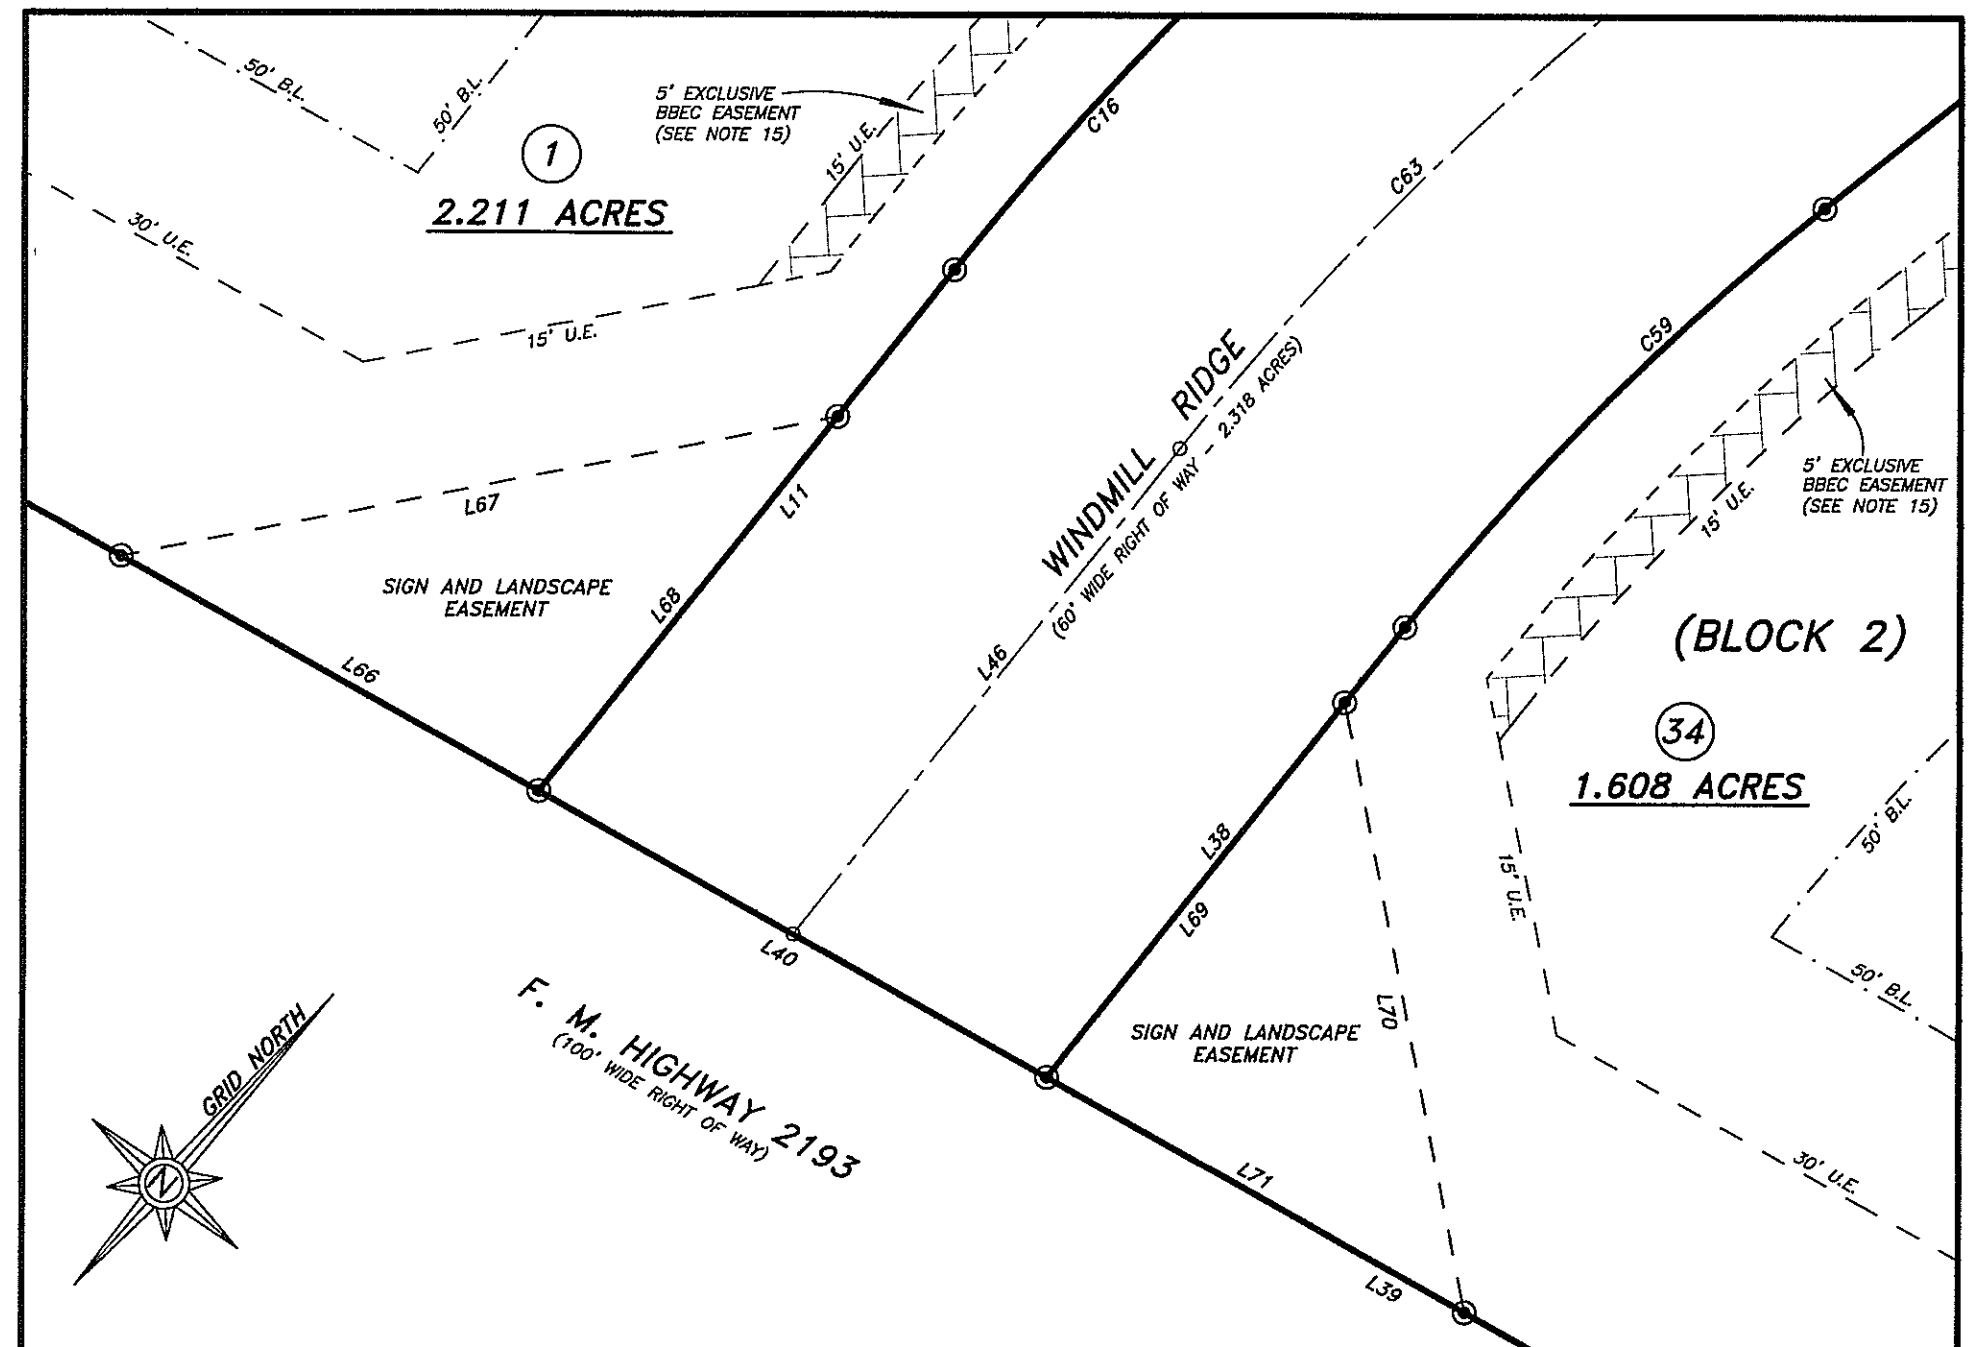 50' B.L.
50' B.L.
5' EXCLUSIVE
BBEC EASEMENT
(SEE NOTE 15)
1
2.211 ACRES
15' U.E.
C16
C63
30' U.E.
15' U.E.
C59
WINDMILL RIDGE
(60' WIDE RIGHT OF WAY - 2.318 ACRES)
L67
L11
5' EXCLUSIVE
BBEC EASEMENT
(SEE NOTE 15)
15' U.E.
SIGN AND LANDSCAPE
EASEMENT
L68
L66
L46
(BLOCK 2)
34
1.608 ACRES
50' B.L.
L38
15' U.E.
L69
L40
50' B.L.
F. M. HIGHWAY 2193
(100' WIDE RIGHT OF WAY)
L70
SIGN AND LANDSCAPE
EASEMENT
GRID NORTH
N
L71
30' U.E.
L39